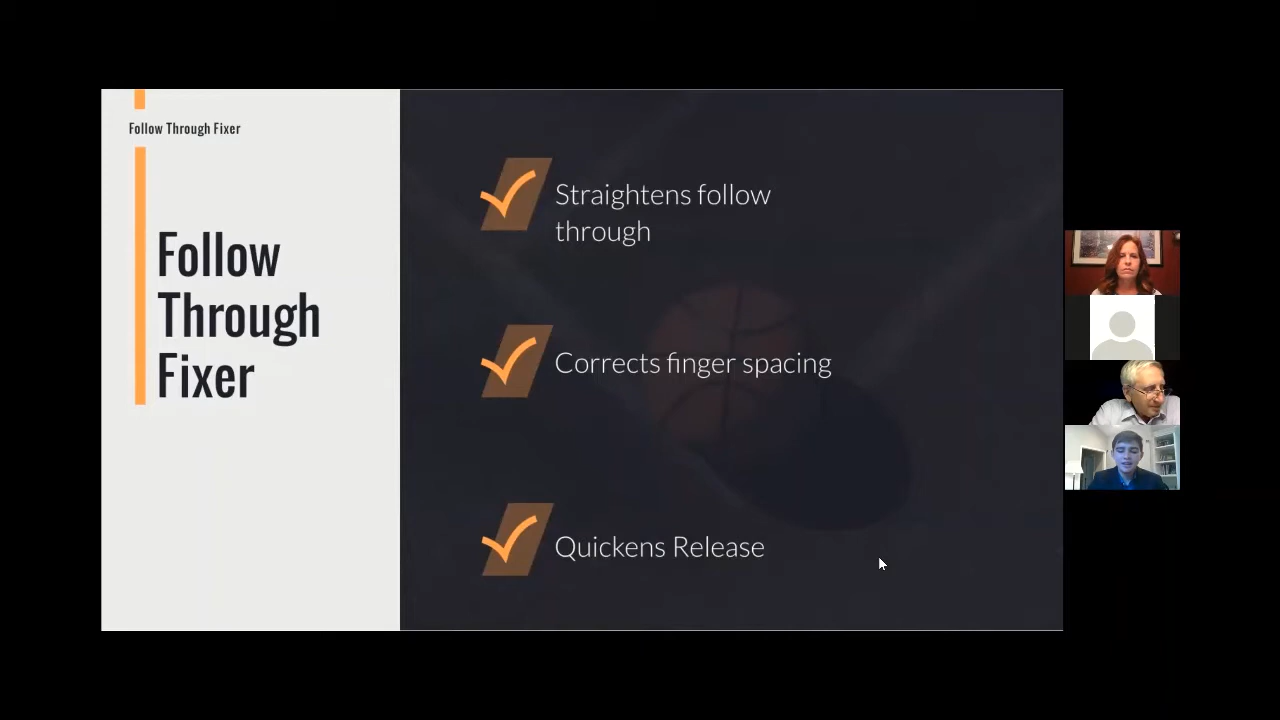 Follow Through Fixer
Follow
Through
Fixer
Straightens follow
through
Corrects finger spacing
Quickens Release